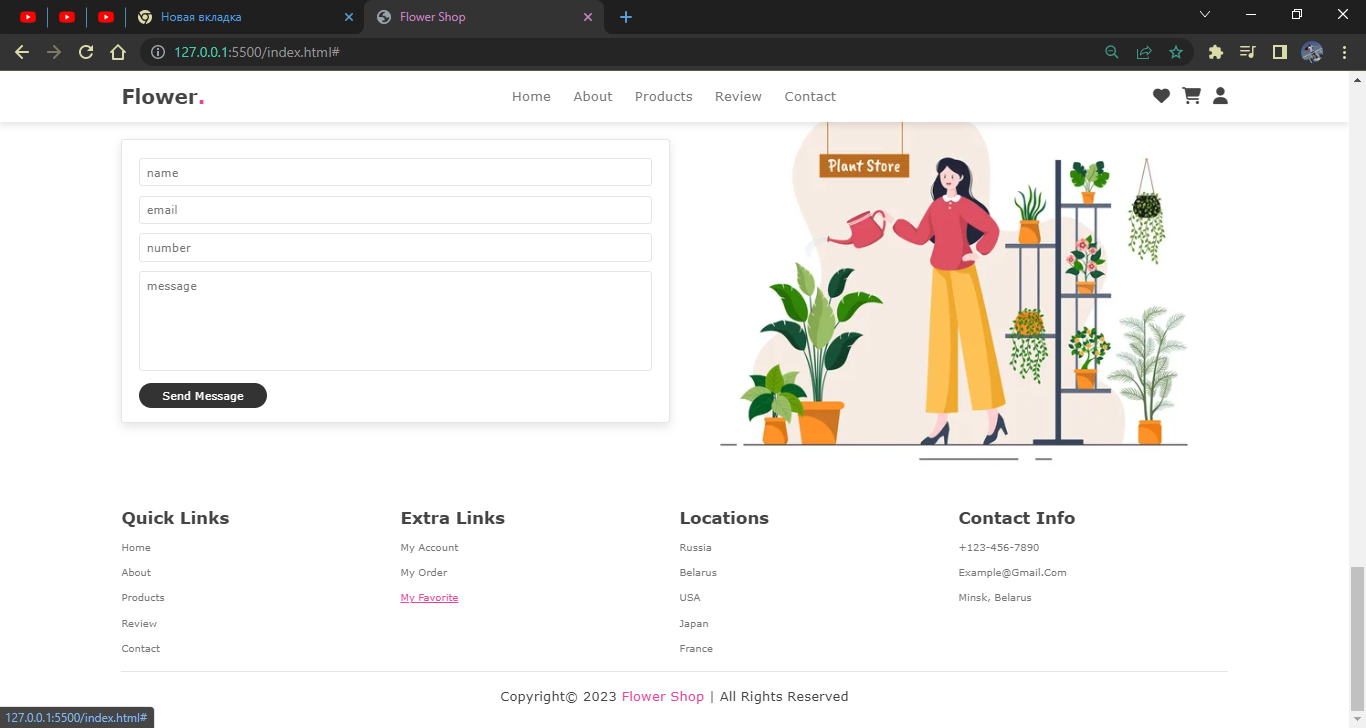 Новая вкладка
Flower Shop
127.0.0.1:5500/index.html#
Flower.
Home About Products Review Contact
name
email
number
message
Send Message
Plant Store
Quick Links
Home
About
Products
Review
Contact
Extra Links
My Account
My Order
My Favorite
Locations
Russia
Belarus
USA
Japan
France
Contact Info
+123-456-7890
Example@Gmail.Com
Minsk, Belarus
Copyright© 2023 Flower Shop | All Rights Reserved
127.0.0.1:5500/index.html#